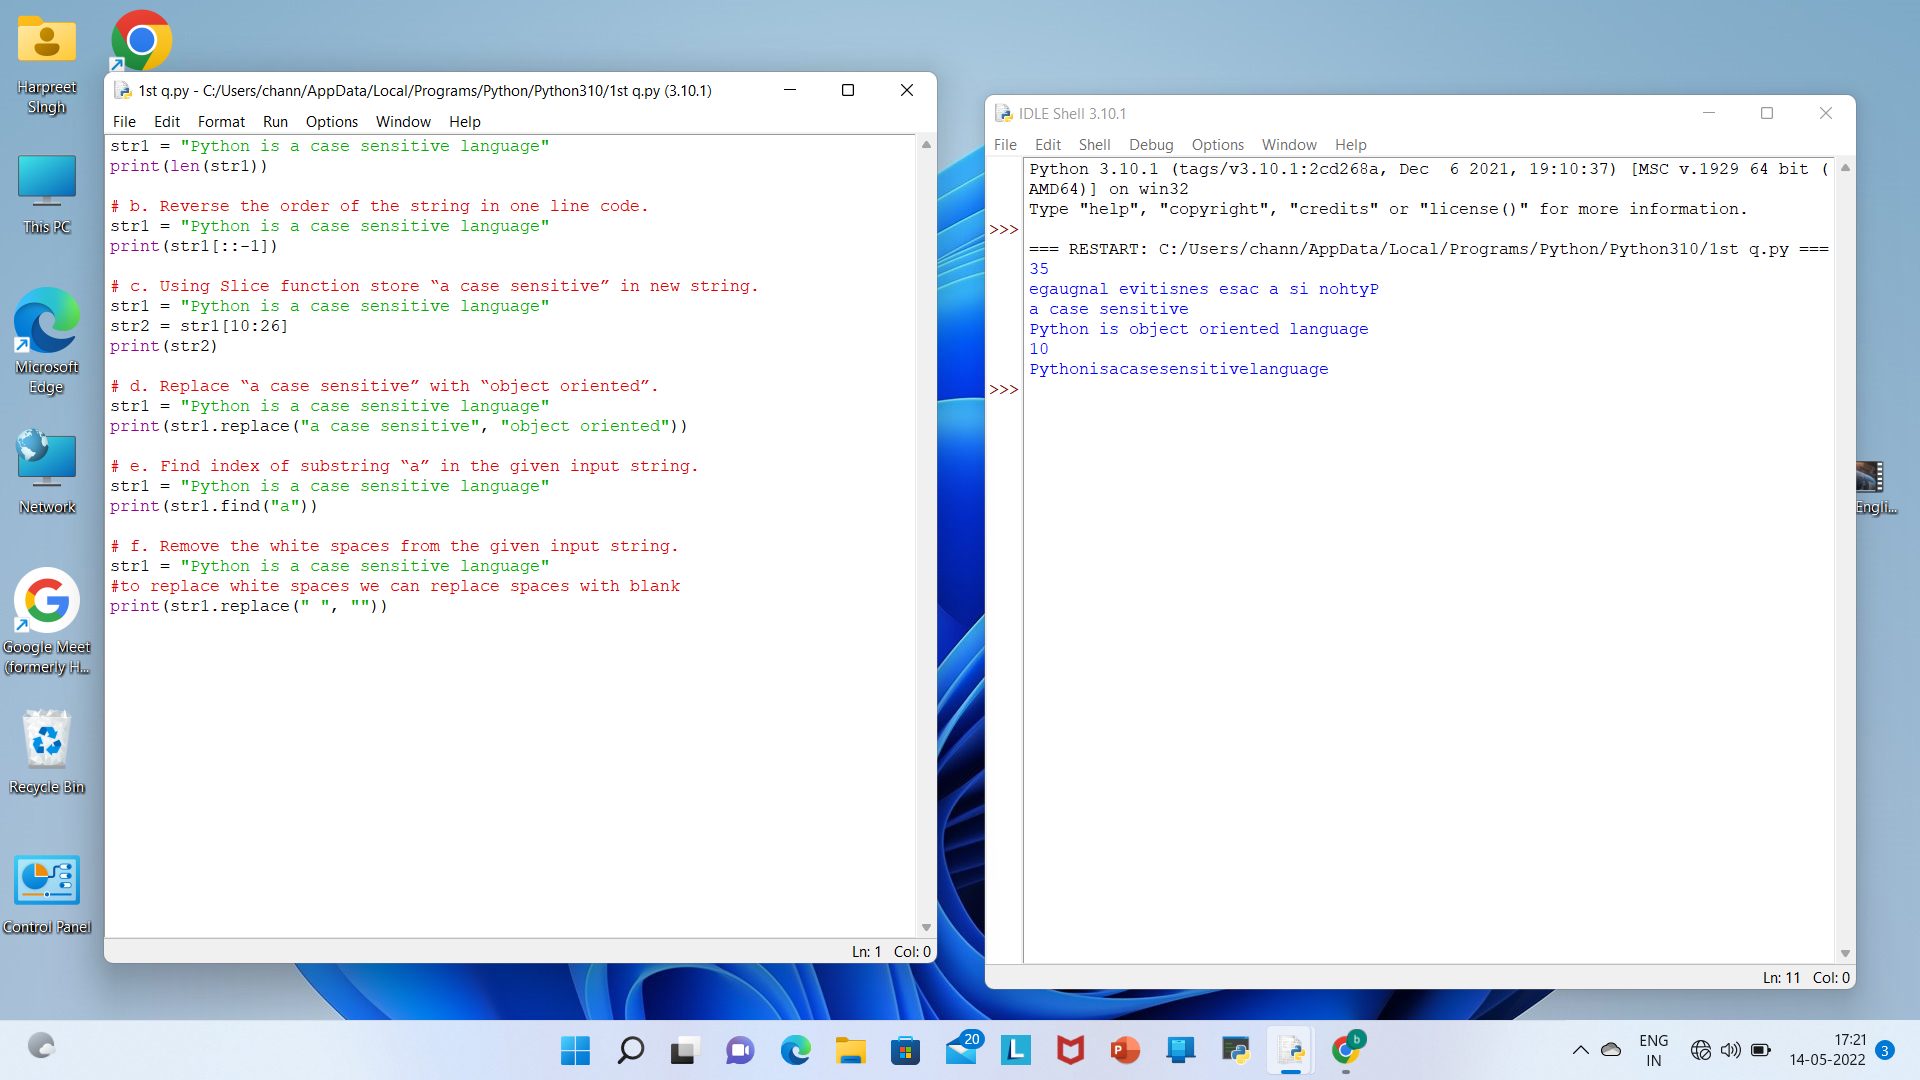 Harpreet
SIngh
This PC
Microsoft
Edge
Network
Google Meet
(formerly H...
Recycle Bin
Control Panel
1st q.py - C:/Users/chann/AppData/Local/Programs/Python/Python310/1st q.py (3.10.1)
File Edit Format Run Options Window Help
str1 = "Python is a case sensitive language"
print(len(str1))
# b. Reverse the order of the string in one line code.
str1 = "Python is a case sensitive language"
print(str1[::-1])
# c. Using Slice function store “a case sensitive” in new string.
str1 = "Python is a case sensitive language"
str2 = str1[10:26]
print(str2)
# d. Replace “a case sensitive” with “object oriented”.
str1 = "Python is a case sensitive language"
print(str1.replace("a case sensitive", "object oriented"))
# e. Find index of substring “a” in the given input string.
str1 = "Python is a case sensitive language"
print(str1.find("a"))
# f. Remove the white spaces from the given input string.
str1 = "Python is a case sensitive language"
#to replace white spaces we can replace spaces with blank
print(str1.replace(" ", ""))
Ln: 1 Col: 0
IDLE Shell 3.10.1
File Edit Shell Debug Options Window Help
Python 3.10.1 (tags/v3.10.1:2cd268a, Dec  6 2021, 19:10:37) [MSC v.1929 64 bit (
AMD64)] on win32
Type "help", "copyright", "credits" or "license()" for more information.
>>>
=== RESTART: C:/Users/chann/AppData/Local/Programs/Python/Python310/1st q.py ===
35
egaugnal evitisnes esac a si nohtyP
a case sensitive
Python is object oriented language
10
Pythonisacasesensitivelanguage
>>>
Ln: 11 Col: 0
Engli...
20
L
P
b
ENG
IN
17:21
14-05-2022
3